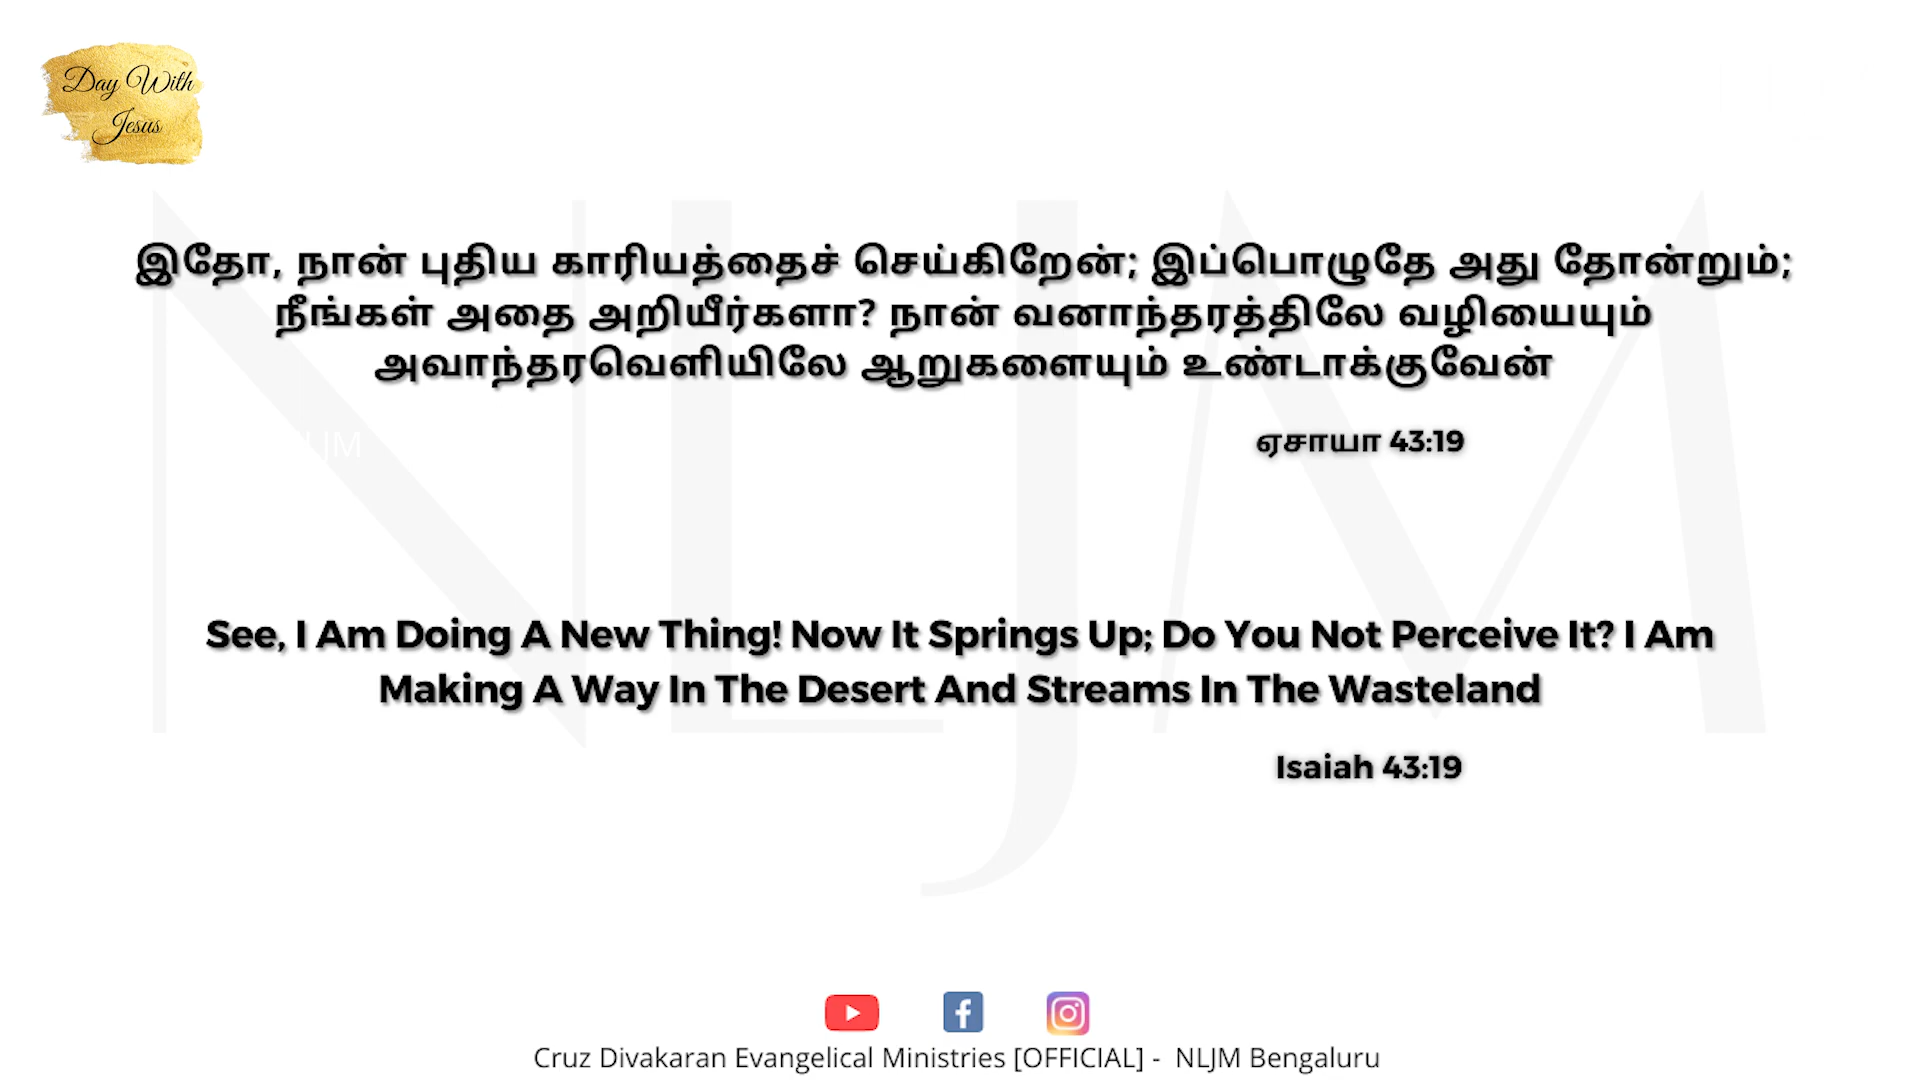 Day With
Jesus
இதோ, நான் புதிய காரியத்தைச் செய்கிறேன்; இப்பொழுதே அது தோன்றும்;
நீங்கள் அதை அறியீர்களா? நான் வனாந்தரத்திலே வழியையும்
அவாந்தரவெளியிலே ஆறுகளையும் உண்டாக்குவேன்
ஏசாயா 43:19
NLJM
See, I Am Doing A New Thing! Now It Springs Up; Do You Not Perceive It? I Am
Making A Way In The Desert And Streams In The Wasteland
Isaiah 43:19
Cruz Divakaran Evangelical Ministries [OFFICIAL] - NLJM Bengaluru